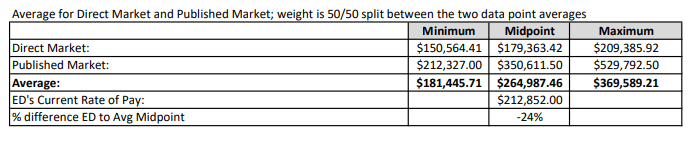 Average for Direct Market and Published Market; weight is 50/50 split between the two data point averages
Minimum Midpoint Maximum
Direct Market: $150,564.41 $179,363.42 $209,385.92
Published Market: $212,327.00 $350,611.50 $529,792.50
Average: $181,445.71 $264,987.46 $369,589.21
ED's Current Rate of Pay: $212,852.00
% difference ED to Avg Midpoint -24%